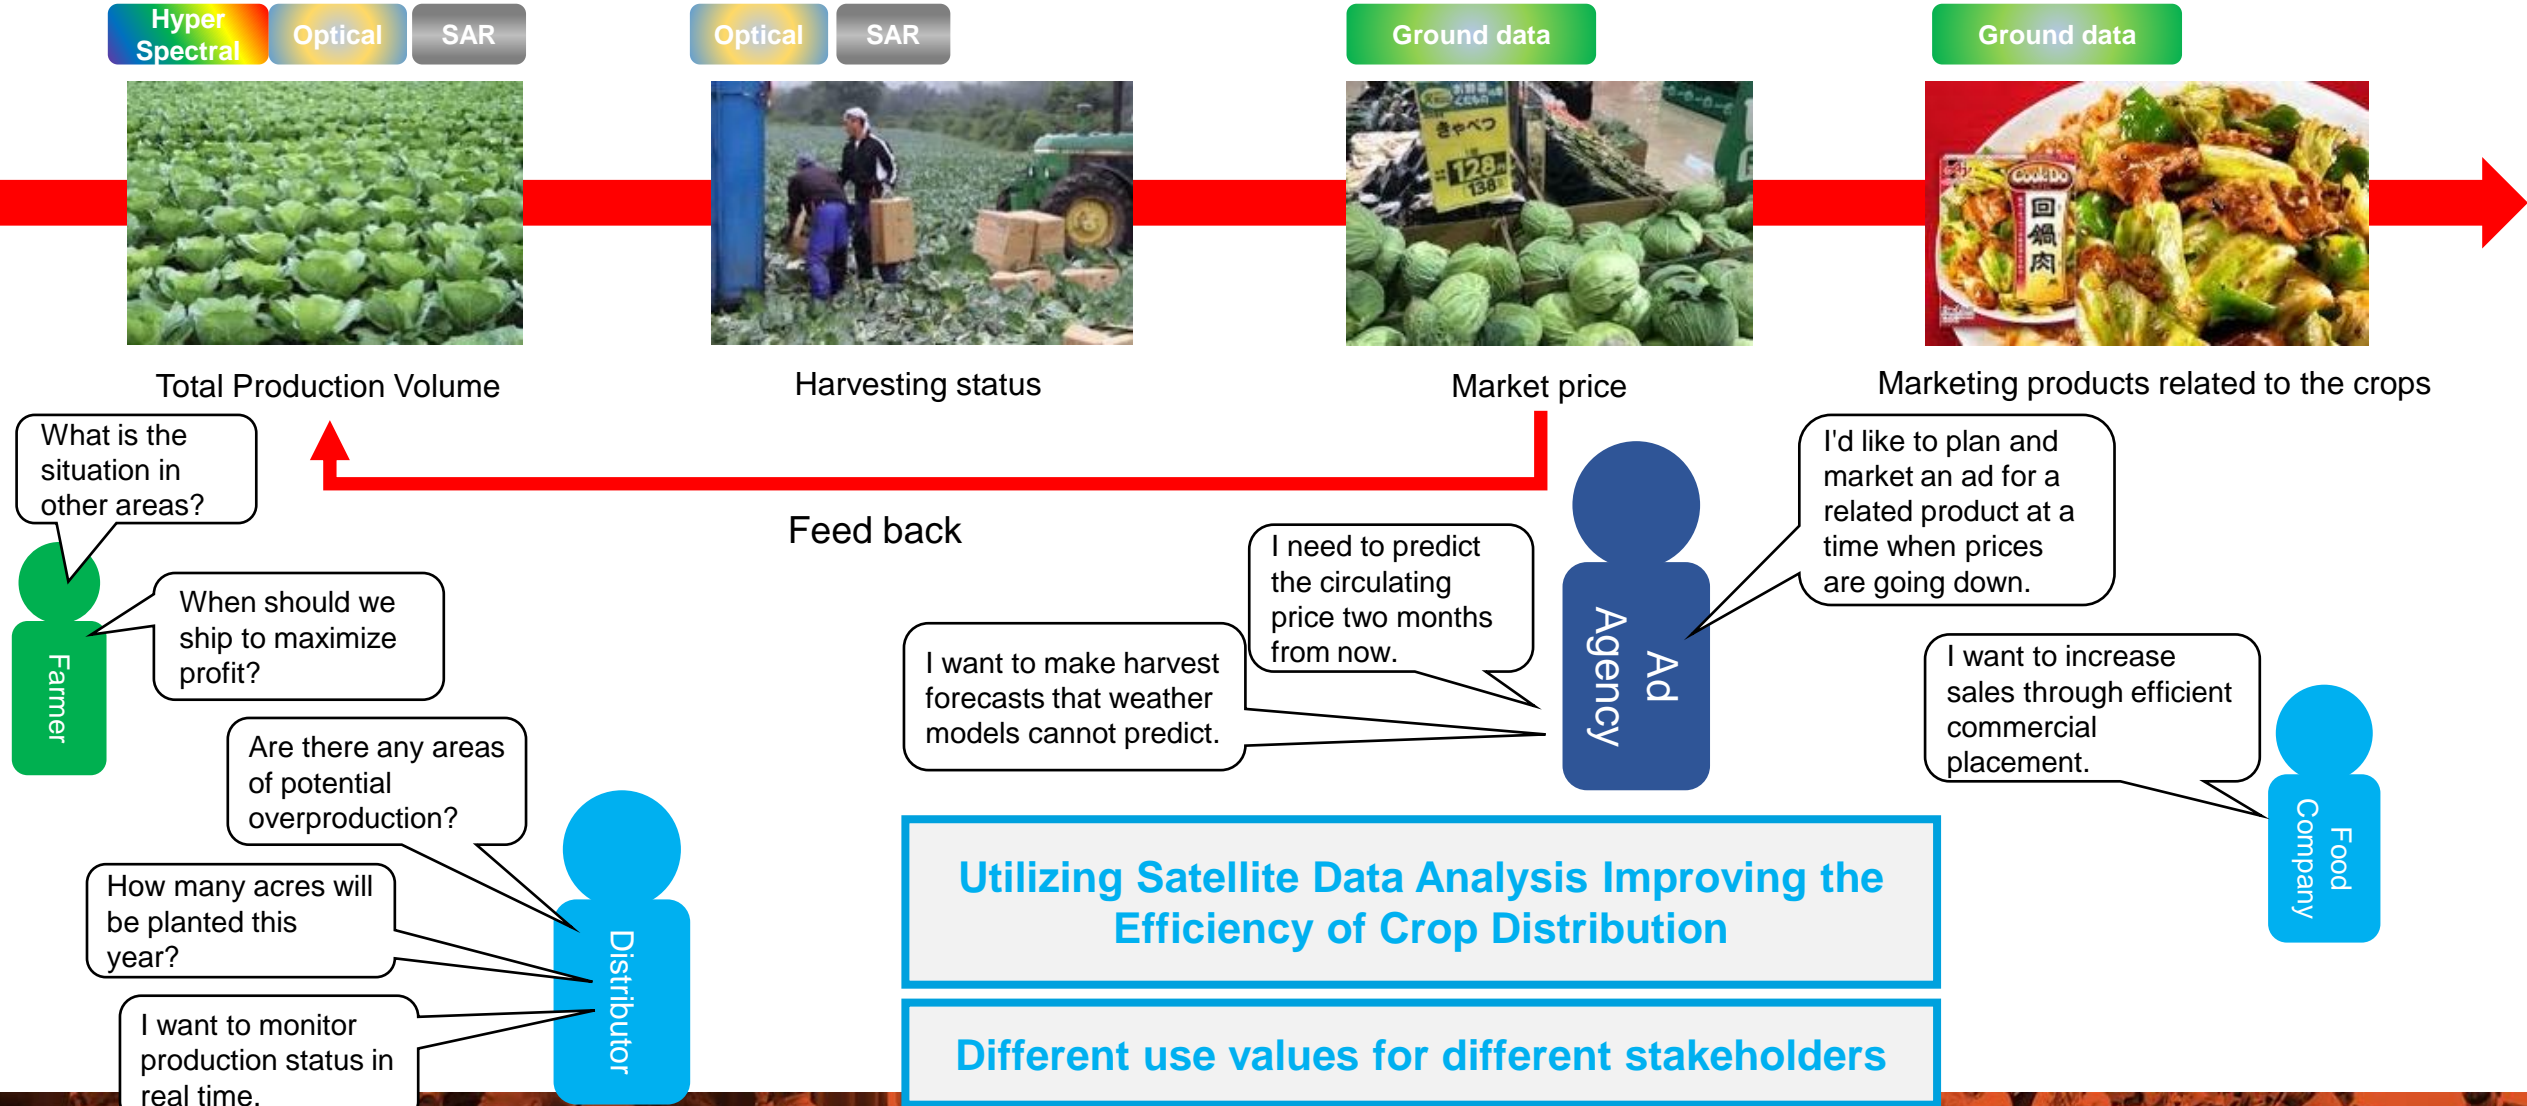 Hyper
Spectral
Optical
SAR
Optical
SAR
Ground data
Ground data
きゃべつ
128
138
CookDo
回鍋肉
Total Production Volume
Harvesting status
Market price
Marketing products related to the crops
What is the
situation in
other areas?
Feed back
When should we
ship to maximize
profit?
Farmer
Are there any areas
of potential
overproduction?
How many acres will
be planted this
year?
I want to monitor
production status in
real time.
Distributor
I want to make harvest
forecasts that weather
models cannot predict.
I need to predict
the circulating
price two months
from now.
Ad
Agency
I'd like to plan and
market an ad for a
related product at a
time when prices
are going down.
I want to increase
sales through efficient
commercial
placement.
Food
Company
Utilizing Satellite Data Analysis Improving the
Efficiency of Crop Distribution
Different use values for different stakeholders